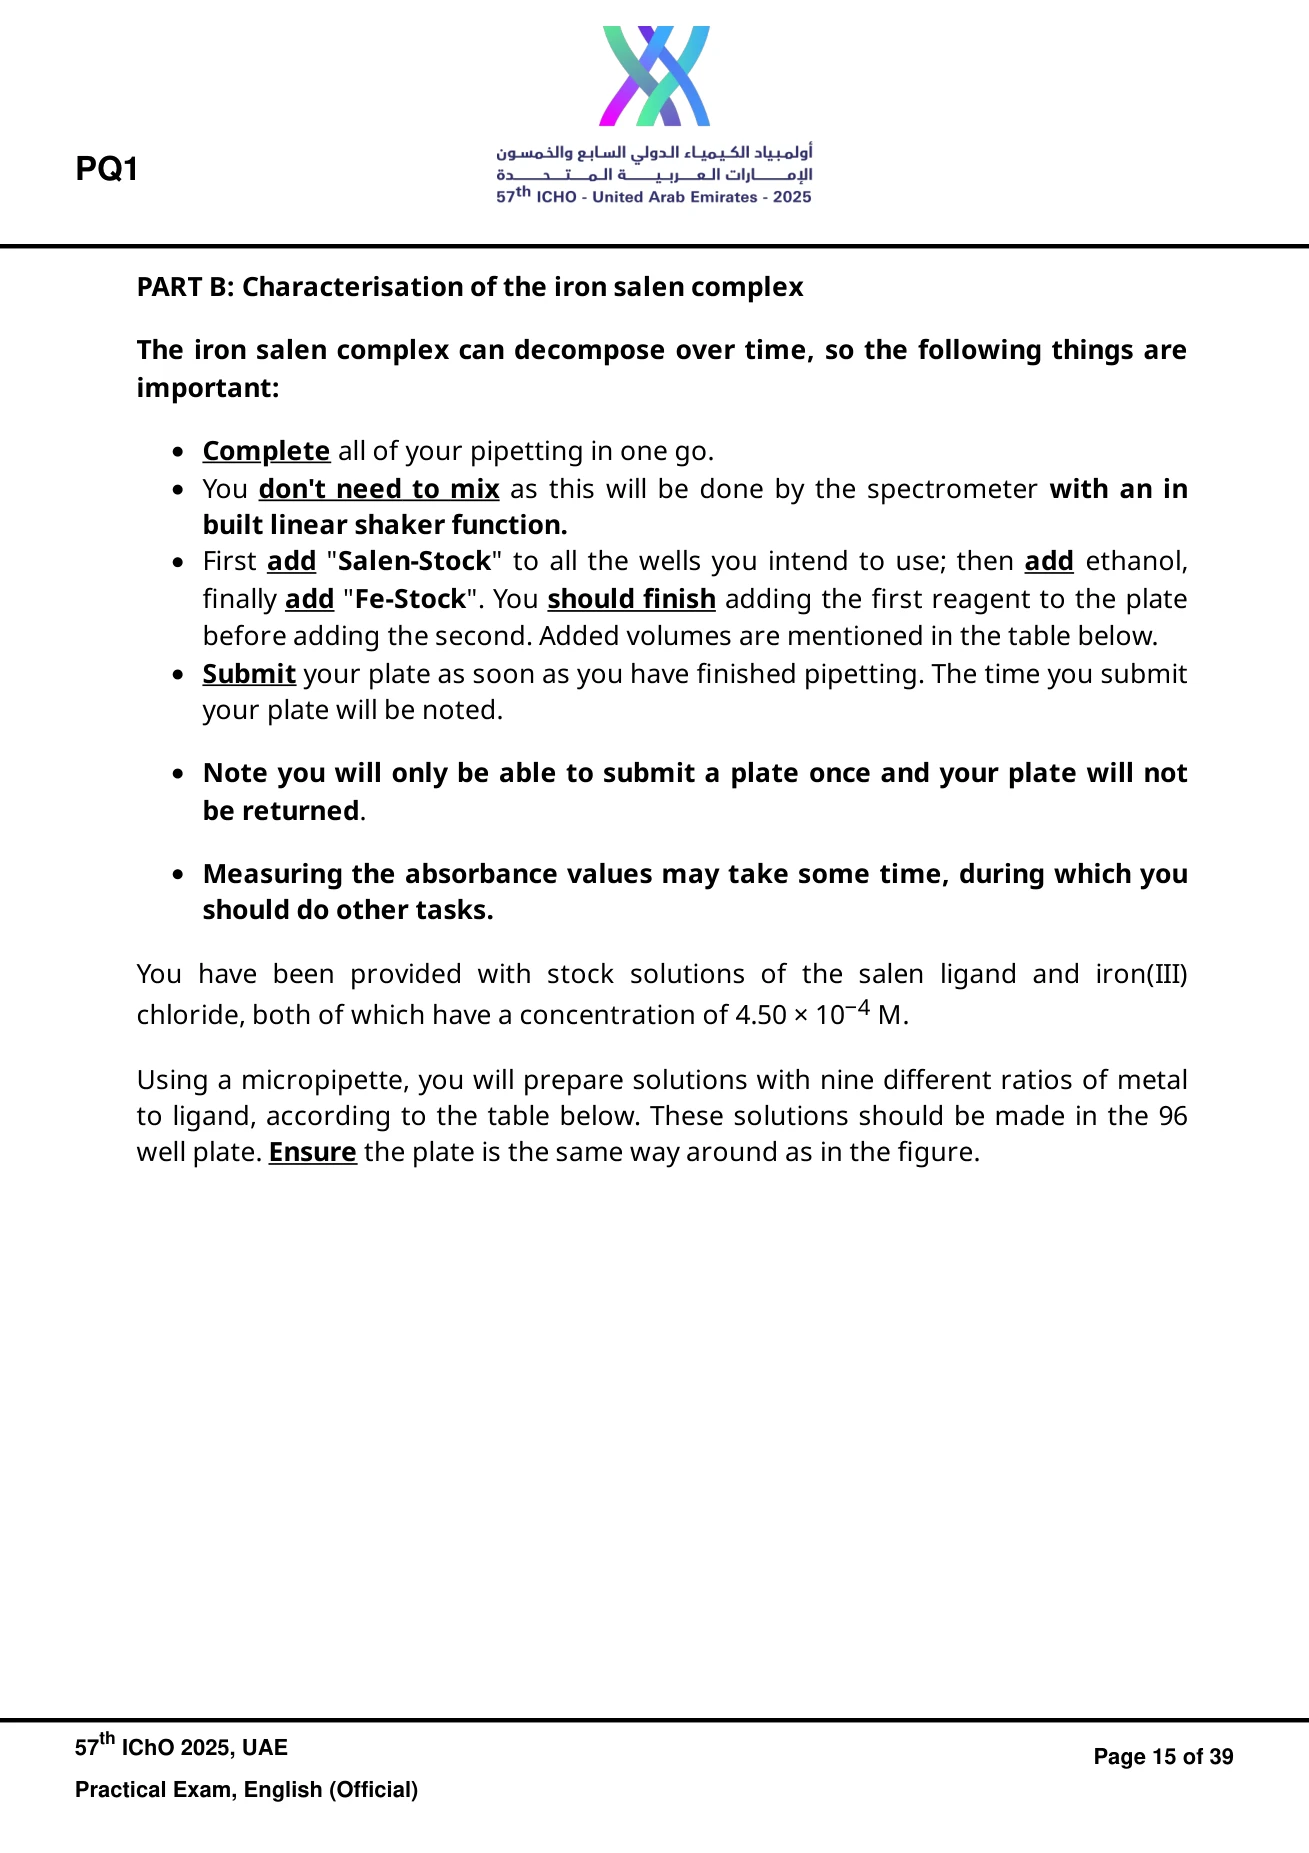 PQ1
أولمبياد الكيمياء الدولي السابع والخمسون
الإمارات العربية المتحدة
57th ICHO - United Arab Emirates - 2025
PART B: Characterisation of the iron salen complex
The iron salen complex can decompose over time, so the following things are
important:
• Complete all of your pipetting in one go.
• You don't need to mix as this will be done by the spectrometer with an in
built linear shaker function.
• First add "Salen-Stock" to all the wells you intend to use; then add ethanol,
finally add "Fe-Stock". You should finish adding the first reagent to the plate
before adding the second. Added volumes are mentioned in the table below.
• Submit your plate as soon as you have finished pipetting. The time you submit
your plate will be noted.
• Note you will only be able to submit a plate once and your plate will not
be returned.
• Measuring the absorbance values may take some time, during which you
should do other tasks.
You have been provided with stock solutions of the salen ligand and iron(III)
chloride, both of which have a concentration of 4.50 × 10⁻⁴ M.
Using a micropipette, you will prepare solutions with nine different ratios of metal
to ligand, according to the table below. These solutions should be made in the 96
well plate. Ensure the plate is the same way around as in the figure.
57th IChO 2025, UAE
Practical Exam, English (Official)
Page 15 of 39